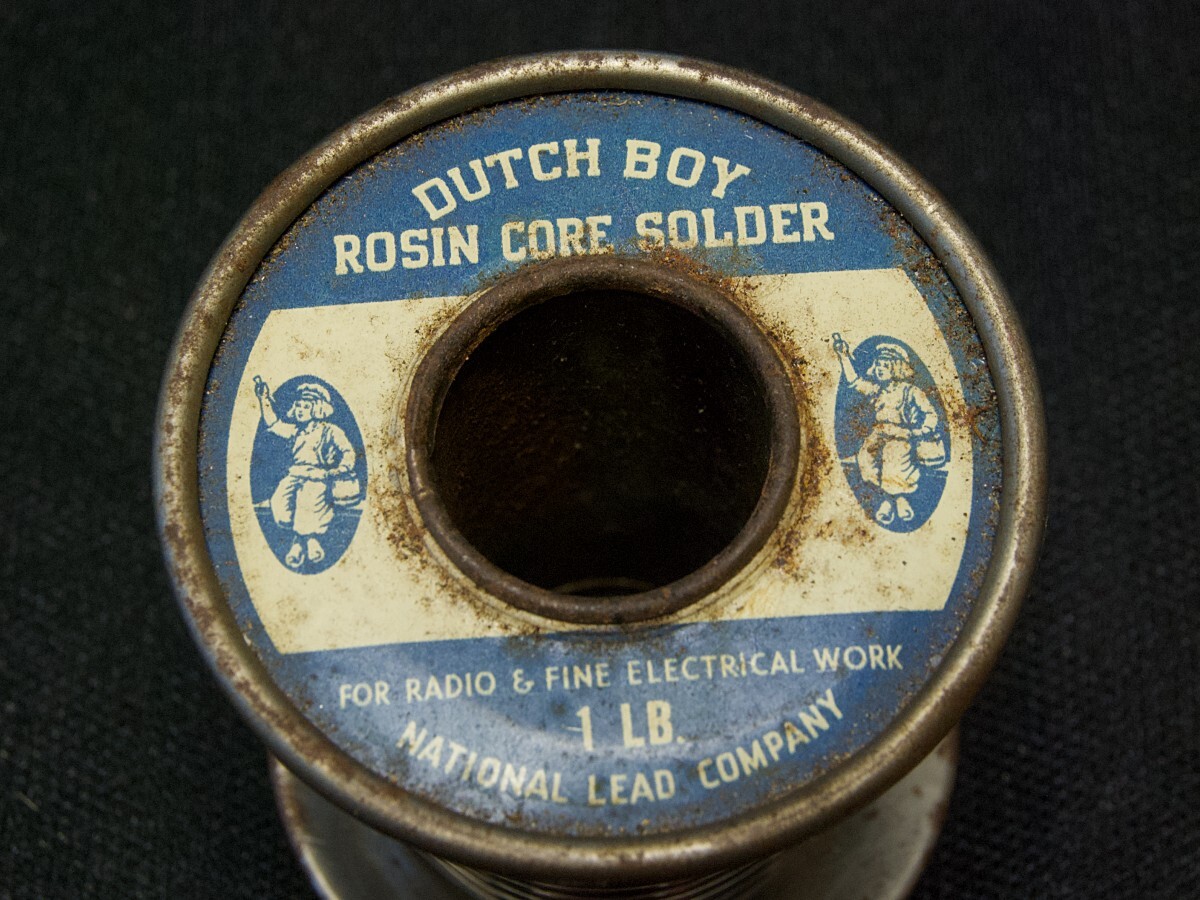 DUTCH BOY
ROSIN CORE SOLDER
FOR RADIO & FINE ELECTRICAL WORK
1 LB.
NATIONAL LEAD COMPANY